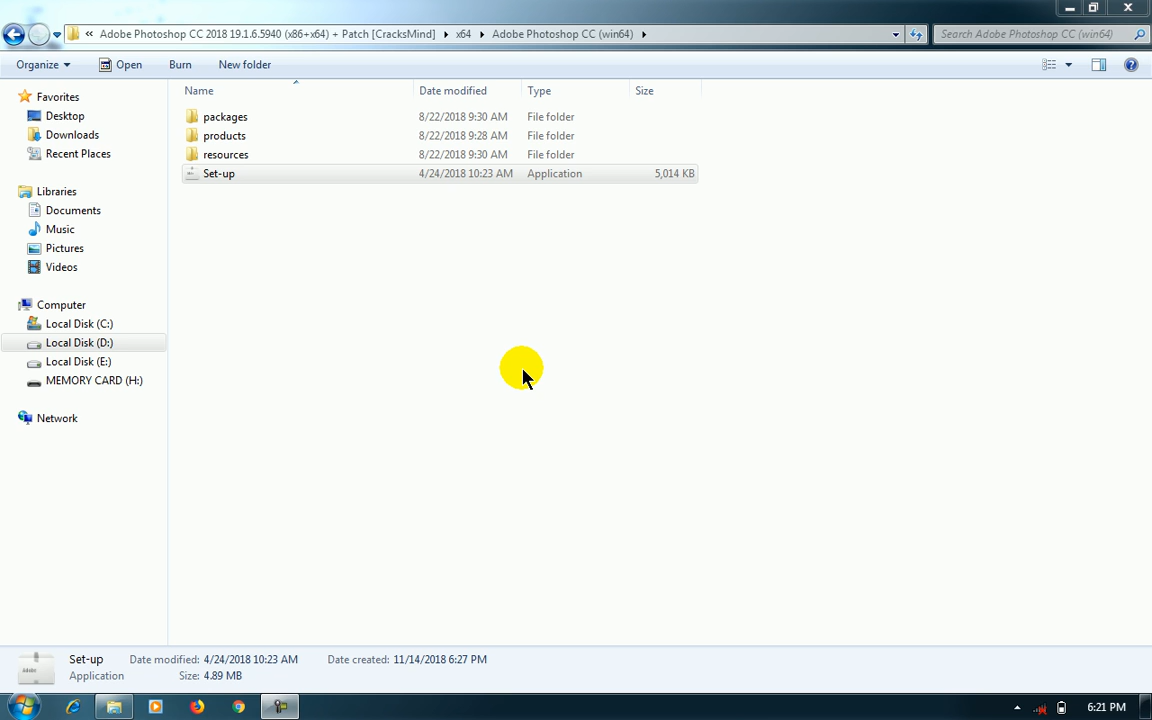 « Adobe Photoshop CC 2018 19.1.6.5940 (x86+x64) + Patch [CracksMind] x64 Adobe Photoshop CC (win64)
Search Adobe Photoshop CC (win64)
Organize Open Burn New folder
Name Date modified Type Size
Favorites
Desktop
Downloads
Recent Places
Libraries
Documents
Music
Pictures
Videos
Computer
Local Disk (C:)
Local Disk (D:)
Local Disk (E:)
MEMORY CARD (H:)
Network
packages 8/22/2018 9:30 AM File folder
products 8/22/2018 9:28 AM File folder
resources 8/22/2018 9:30 AM File folder
Set-up 4/24/2018 10:23 AM Application 5,014 KB
Set-up Date modified: 4/24/2018 10:23 AM Date created: 11/14/2018 6:27 PM
Application Size: 4.89 MB
6:21 PM